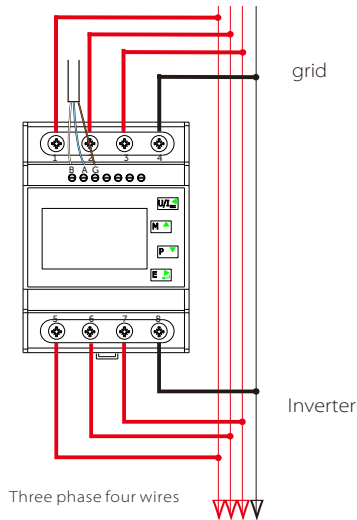 grid
1 2 3 4
B A G
U/I
M
P
E
5 6 7 8
Inverter
Three phase four wires